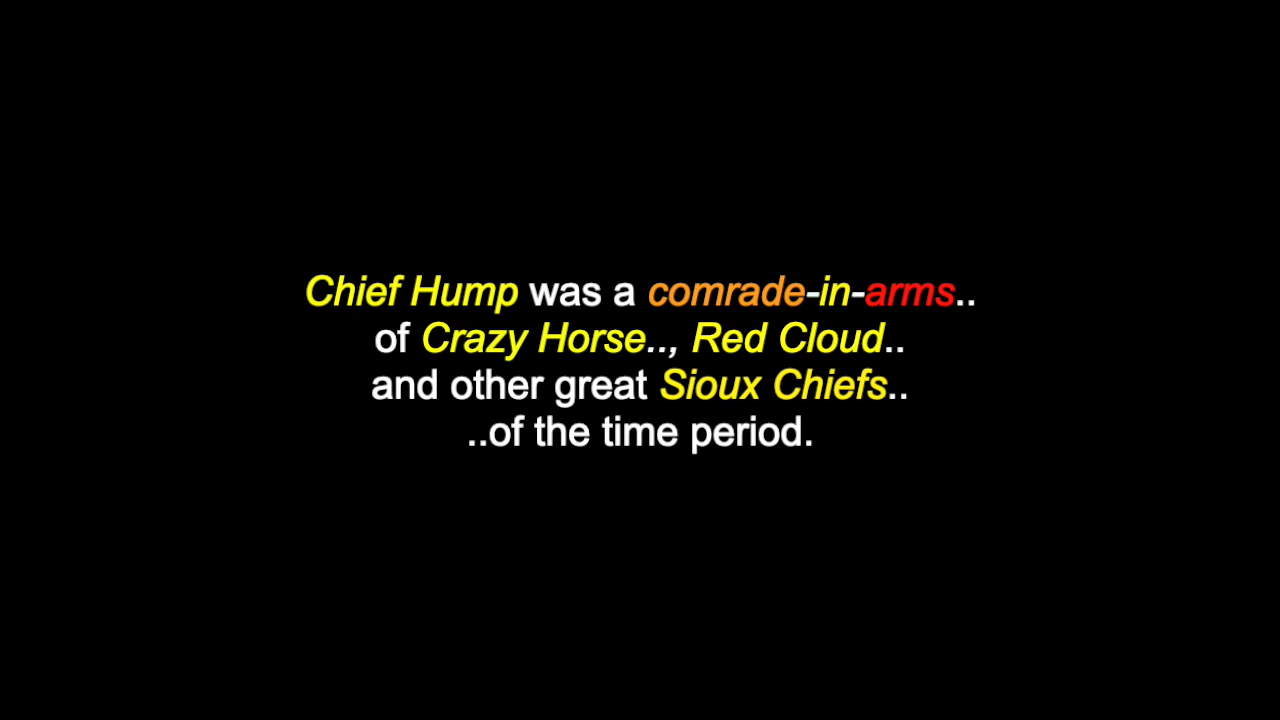 Chief Hump was a comrade-in-arms..
of Crazy Horse.., Red Cloud..
and other great Sioux Chiefs..
..of the time period.